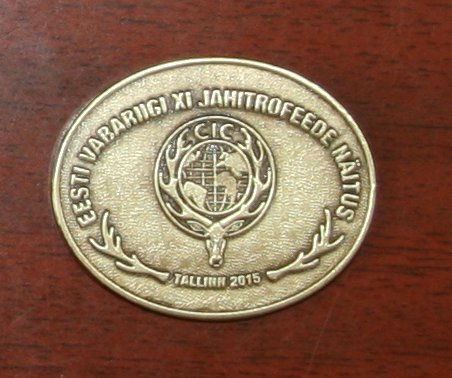 EESTI VABARIIGI XI JAHITROFEEDE NÄITUS
CIC
TALLINN 2015